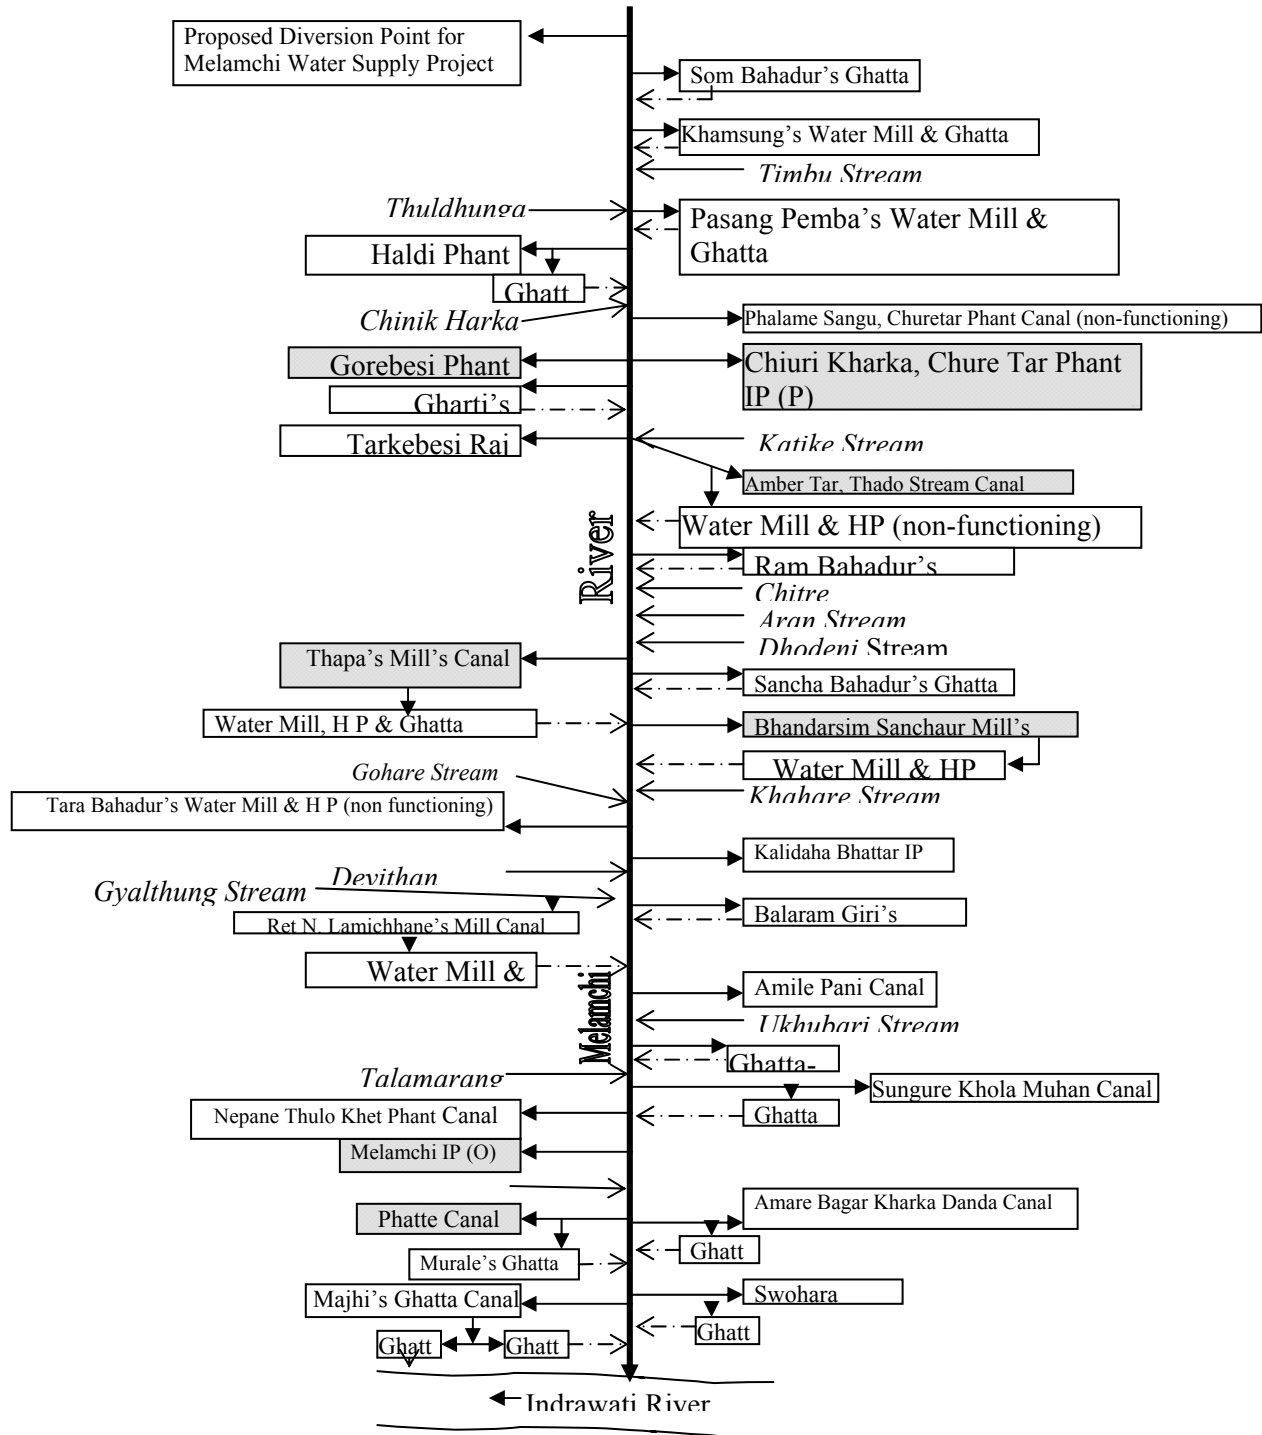 Proposed Diversion Point for
Melamchi Water Supply Project
Som Bahadur's Ghatta
Khamsung's Water Mill & Ghatta
Timbu Stream
Thuldhunga
Pasang Pemba's Water Mill &
Ghatta
Haldi Phant
Ghatt
Chinik Harka
Phalame Sangu, Churetar Phant Canal (non-functioning)
Gorebesi Phant
Chiuri Kharka, Chure Tar Phant
IP (P)
Gharti's
Tarkebesi Raj
Katike Stream
Amber Tar, Thado Stream Canal
Water Mill & HP (non-functioning)
River
Ram Bahadur's
Chitre
Aran Stream
Dhodeni Stream
Thapa's Mill's Canal
Sancha Bahadur's Ghatta
Water Mill, H P & Ghatta
Bhandarsim Sanchaur Mill's
Water Mill & HP
Gohare Stream
Khahare Stream
Tara Bahadur's Water Mill & H P (non functioning)
Kalidaha Bhattar IP
Devithan
Gyalthung Stream
Balaram Giri's
Ret N. Lamichhane's Mill Canal
Water Mill &
Melamchi
Amile Pani Canal
Ukhubari Stream
Ghatta-
Talamarang
Sungure Khola Muhan Canal
Nepane Thulo Khet Phant Canal
Ghatta
Melamchi IP (O)
Amare Bagar Kharka Danda Canal
Phatte Canal
Ghatt
Murale's Ghatta
Majhi's Ghatta Canal
Swohara
Ghatt
Ghatt
Ghatt
Indrawati River